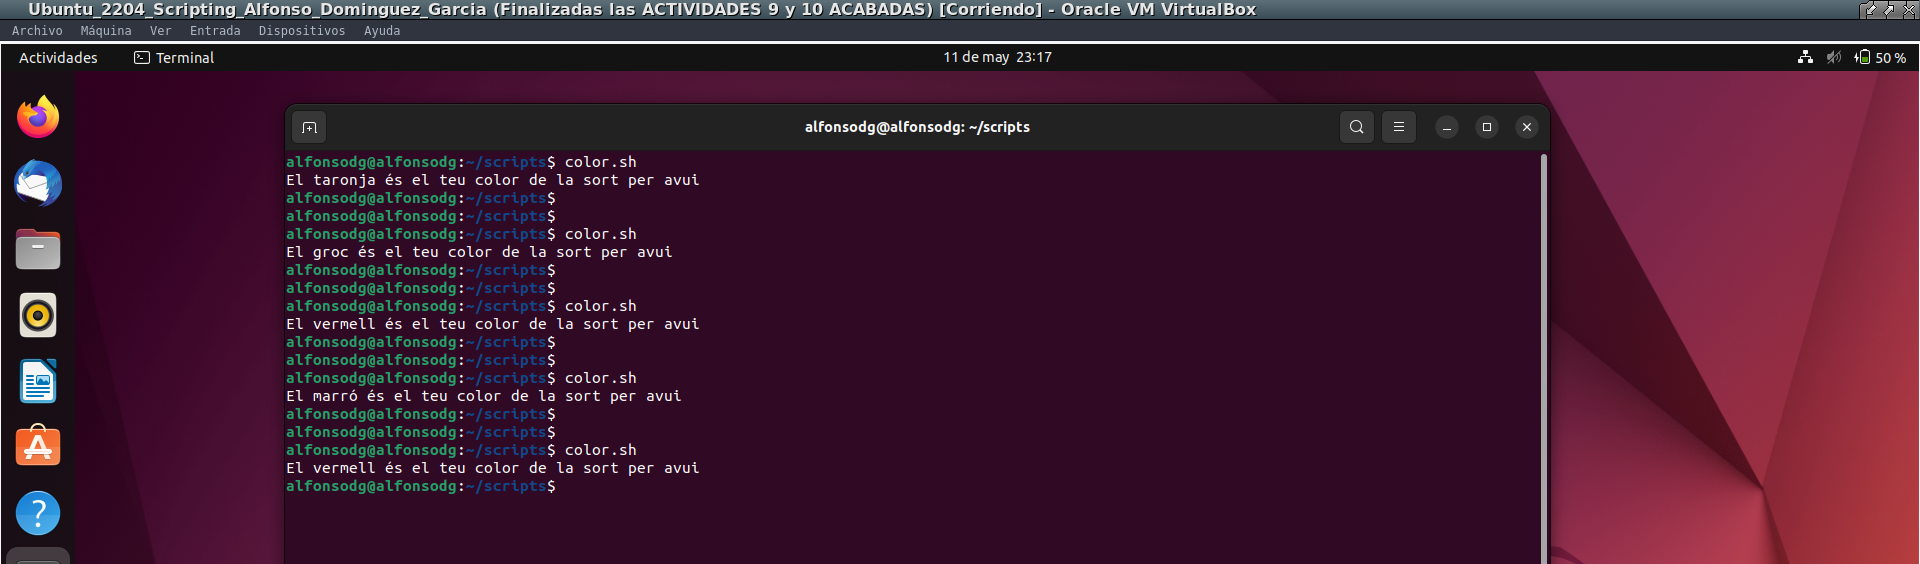 Ubuntu_2204_Scripting_Alfonso_Dominguez_Garcia (Finalizadas las ACTIVIDADES 9 y 10 ACABADAS) [Corriendo] - Oracle VM VirtualBox
Archivo Máquina Ver Entrada Dispositivos Ayuda
Actividades Terminal 11 de may 23:17 50 %
alfonsodg@alfonsodg: ~/scripts
alfonsodg@alfonsodg:~/scripts$ color.sh
El taronja és el teu color de la sort per avui
alfonsodg@alfonsodg:~/scripts$
alfonsodg@alfonsodg:~/scripts$
alfonsodg@alfonsodg:~/scripts$ color.sh
El groc és el teu color de la sort per avui
alfonsodg@alfonsodg:~/scripts$
alfonsodg@alfonsodg:~/scripts$
alfonsodg@alfonsodg:~/scripts$ color.sh
El vermell és el teu color de la sort per avui
alfonsodg@alfonsodg:~/scripts$
alfonsodg@alfonsodg:~/scripts$
alfonsodg@alfonsodg:~/scripts$ color.sh
El marró és el teu color de la sort per avui
alfonsodg@alfonsodg:~/scripts$
alfonsodg@alfonsodg:~/scripts$
alfonsodg@alfonsodg:~/scripts$ color.sh
El vermell és el teu color de la sort per avui
alfonsodg@alfonsodg:~/scripts$